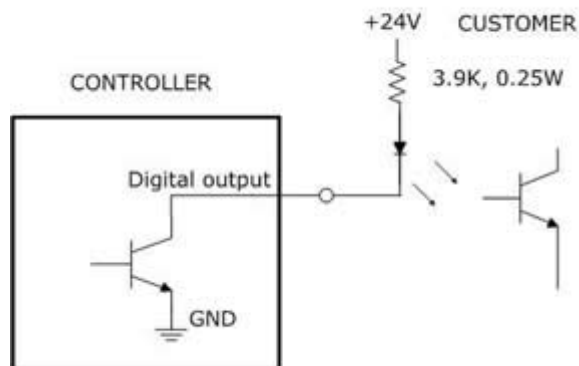 +24V CUSTOMER
3.9K, 0.25W
CONTROLLER
Digital output
GND